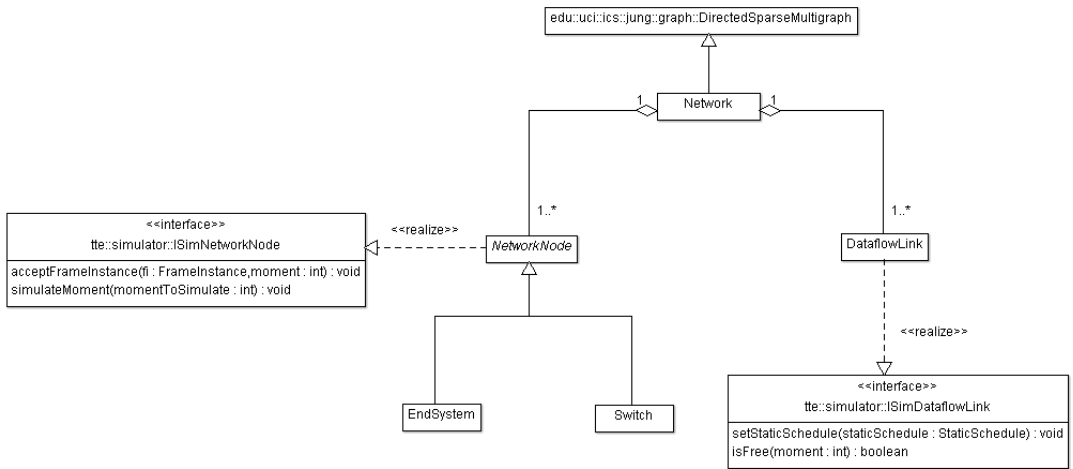 edu::uci::ics::jung::graph::DirectedSparseMultigraph
1
Network
1
1..*
1..*
<<interface>>
tte::simulator::ISimNetworkNode
acceptFrameInstance(fi : FrameInstance,moment : int) : void
simulateMoment(momentToSimulate : int) : void
<<realize>>
NetworkNode
DataflowLink
<<realize>>
EndSystem
Switch
<<interface>>
tte::simulator::ISimDataflowLink
setStaticSchedule(staticSchedule : StaticSchedule) : void
isFree(moment : int) : boolean